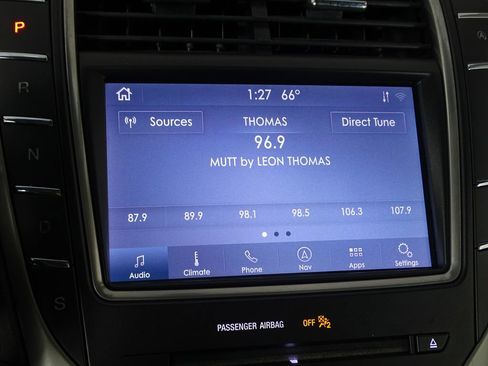 P
R
N
D
S
1:27 66°
Sources THOMAS Direct Tune
96.9
MUTT by LEON THOMAS
87.9 89.9 98.1 98.5 106.3 107.9
Audio Climate Phone Nav Apps Settings
PASSENGER AIRBAG OFF 2